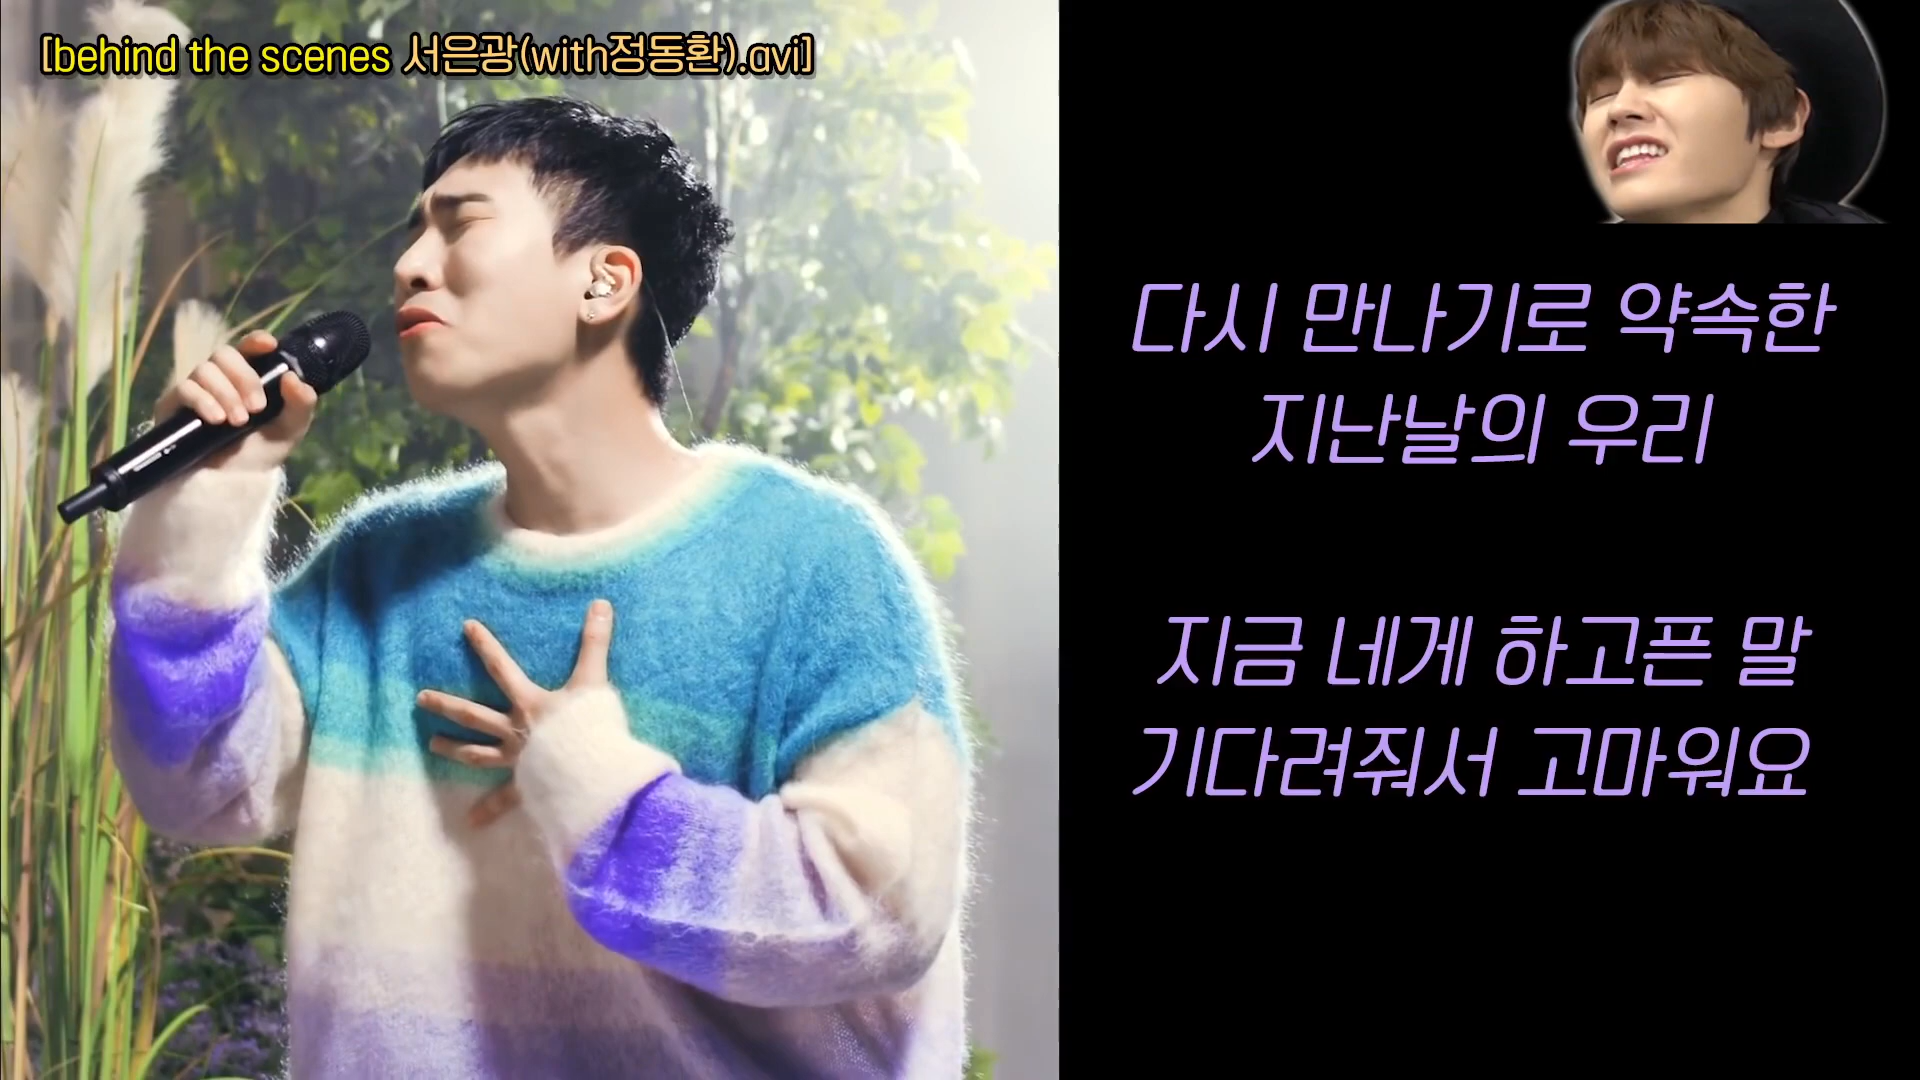 [behind the scenes 서은광(with정동환).avi]
다시 만나기로 약속한
지난날의 우리
지금 네게 하고픈 말
기다려줘서 고마워요